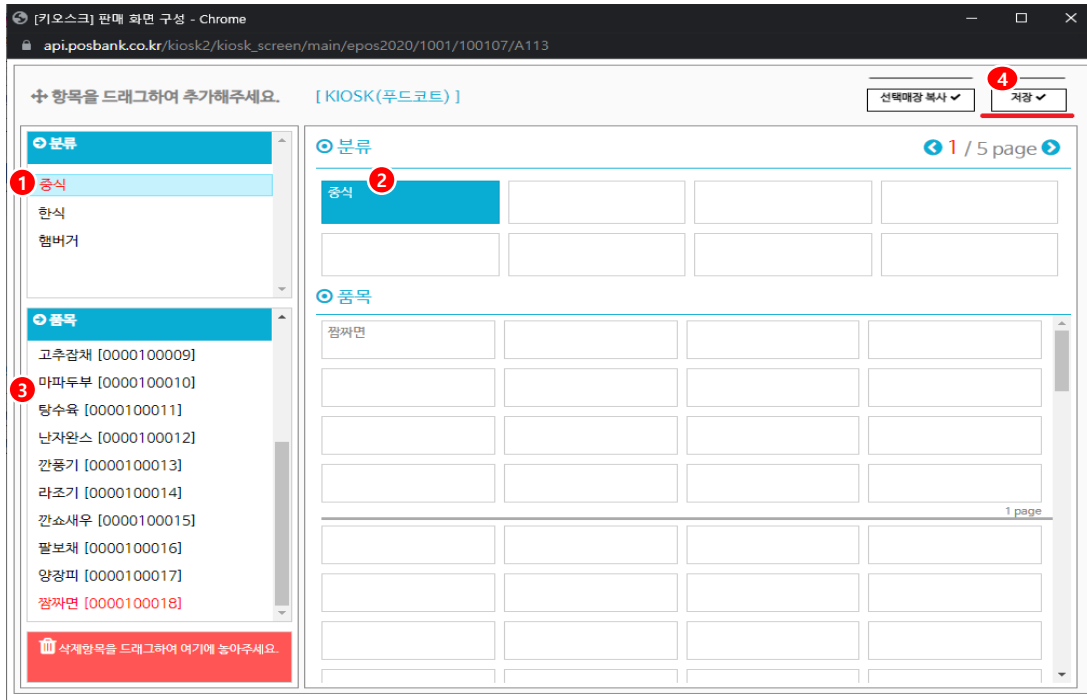 [키오스크] 판매 화면 구성 - Chrome
api.posbank.co.kr/kiosk2/kiosk_screen/main/epos2020/1001/100107/A113
항목을 드래그하여 추가해주세요.
[ KIOSK(푸드코트) ]
선택매장 복사
4
저장
분류
1
중식
한식
햄버거
품목
고추잡채 [0000100009]
3
마파두부 [0000100010]
탕수육 [0000100011]
난자완스 [0000100012]
깐풍기 [0000100013]
라조기 [0000100014]
깐쇼새우 [0000100015]
팔보채 [0000100016]
양장피 [0000100017]
짬짜면 [0000100018]
삭제항목을 드래그하여 여기에 놓아주세요.
분류
1 / 5 page
중식
2
품목
짬짜면
1 page